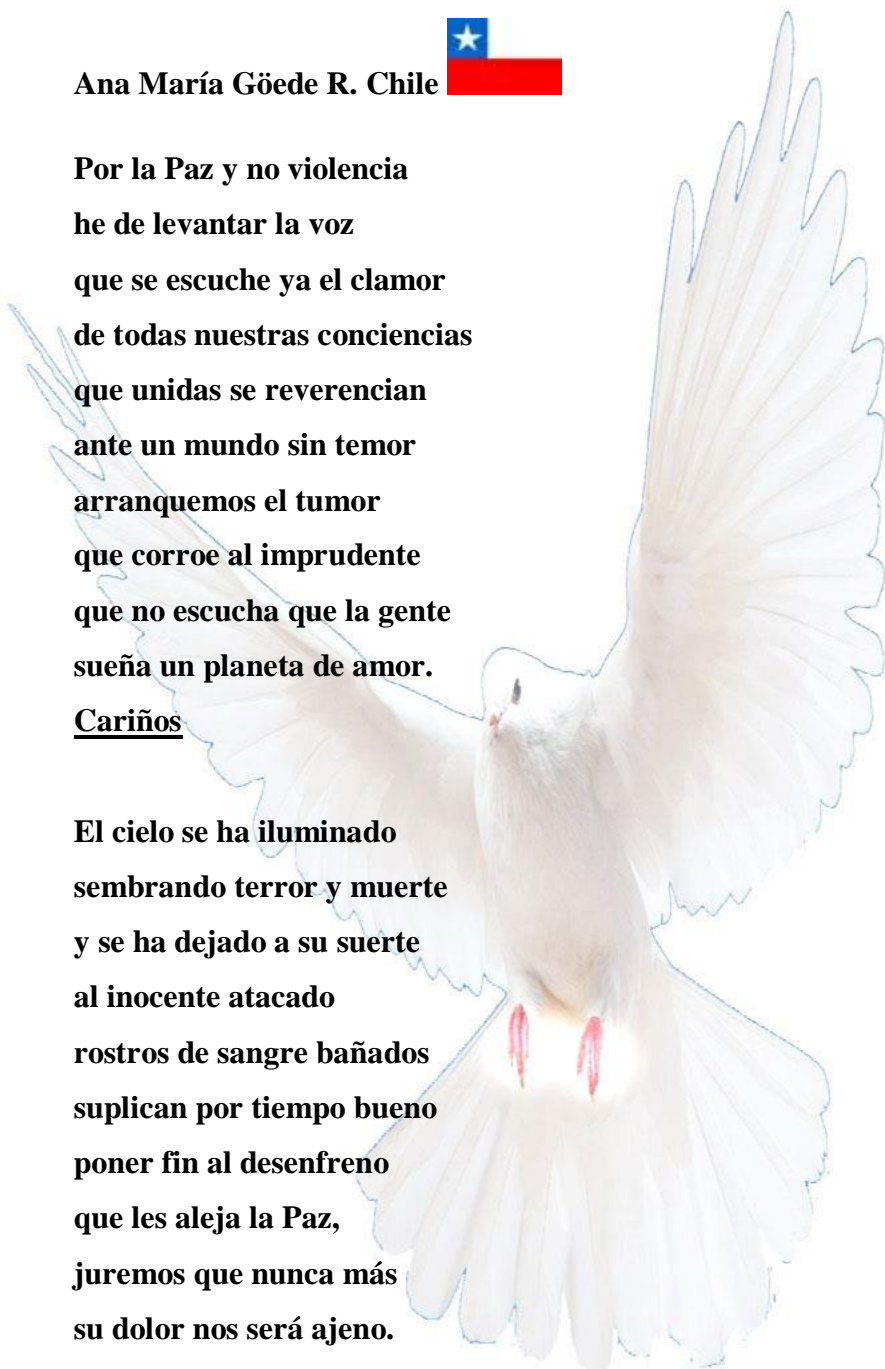 Ana María Göede R. Chile
Por la Paz y no violencia
he de levantar la voz
que se escuche ya el clamor
de todas nuestras conciencias
que unidas se reverencian
ante un mundo sin temor
arranquemos el tumor
que corroe al imprudente
que no escucha que la gente
sueña un planeta de amor.
Cariños
El cielo se ha iluminado
sembrando terror y muerte
y se ha dejado a su suerte
al inocente atacado
rostros de sangre bañados
suplican por tiempo bueno
poner fin al desenfreno
que les aleja la Paz,
juremos que nunca más
su dolor nos será ajeno.